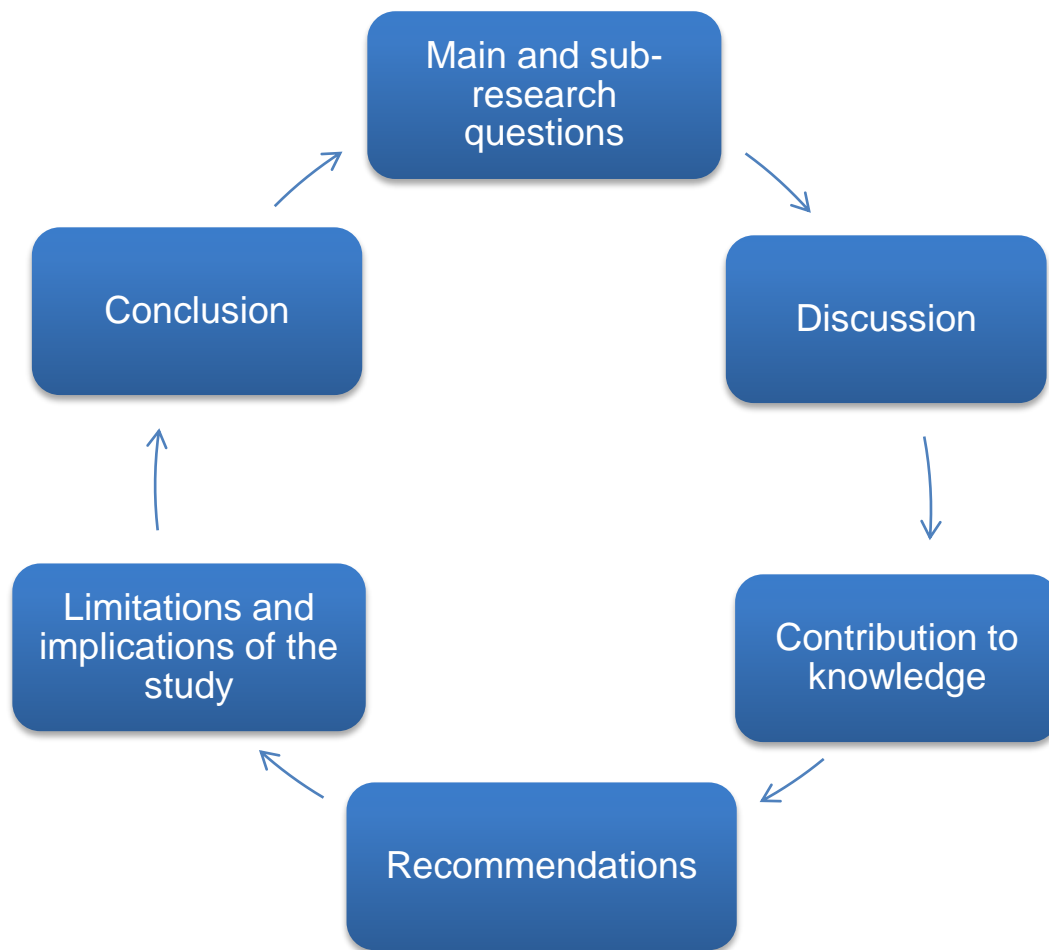 Main and sub-
research
questions
Discussion
Contribution to
knowledge
Recommendations
Limitations and
implications of the
study
Conclusion